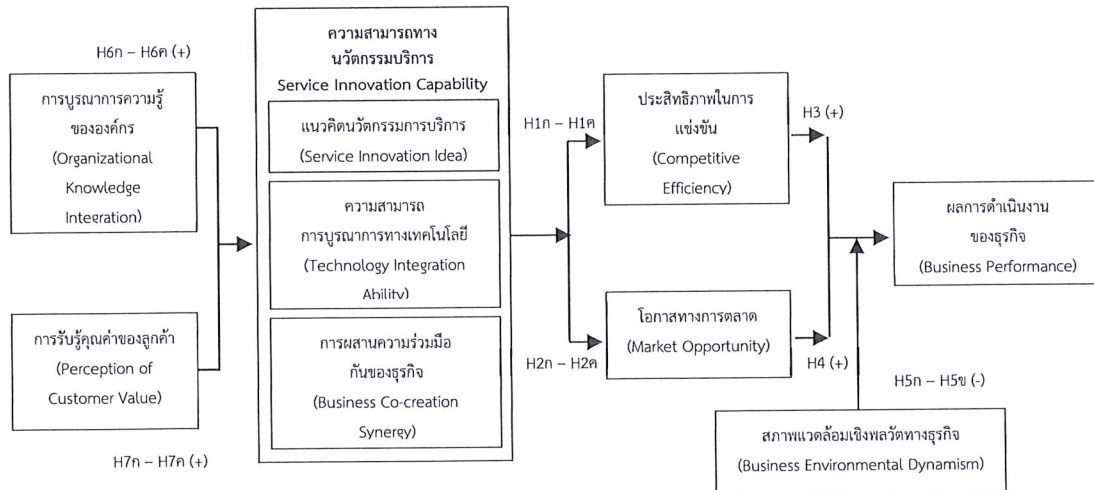 H6ก – H6ค (+)
การบูรณาการความรู้
ขององค์กร
(Organizational
Knowledge
Integration)
การรับรู้คุณค่าของลูกค้า
(Perception of
Customer Value)
H7ก – H7ค (+)
ความสามารถทาง
นวัตกรรมบริการ
Service Innovation Capability
แนวคิดนวัตกรรมการบริการ
(Service Innovation Idea)
ความสามารถ
การบูรณาการทางเทคโนโลยี
(Technology Integration
Ability)
การผสานความร่วมมือ
กันของธุรกิจ
(Business Co-creation
Synergy)
H1ก – H1ค
ประสิทธิภาพในการ
แข่งขัน
(Competitive
Efficiency)
H3 (+)
H2ก – H2ค
โอกาสทางการตลาด
(Market Opportunity)
H4 (+)
ผลการดำเนินงาน
ของธุรกิจ
(Business Performance)
H5ก – H5ข (-)
สภาพแวดล้อมเชิงพลวัตทางธุรกิจ
(Business Environmental Dynamism)